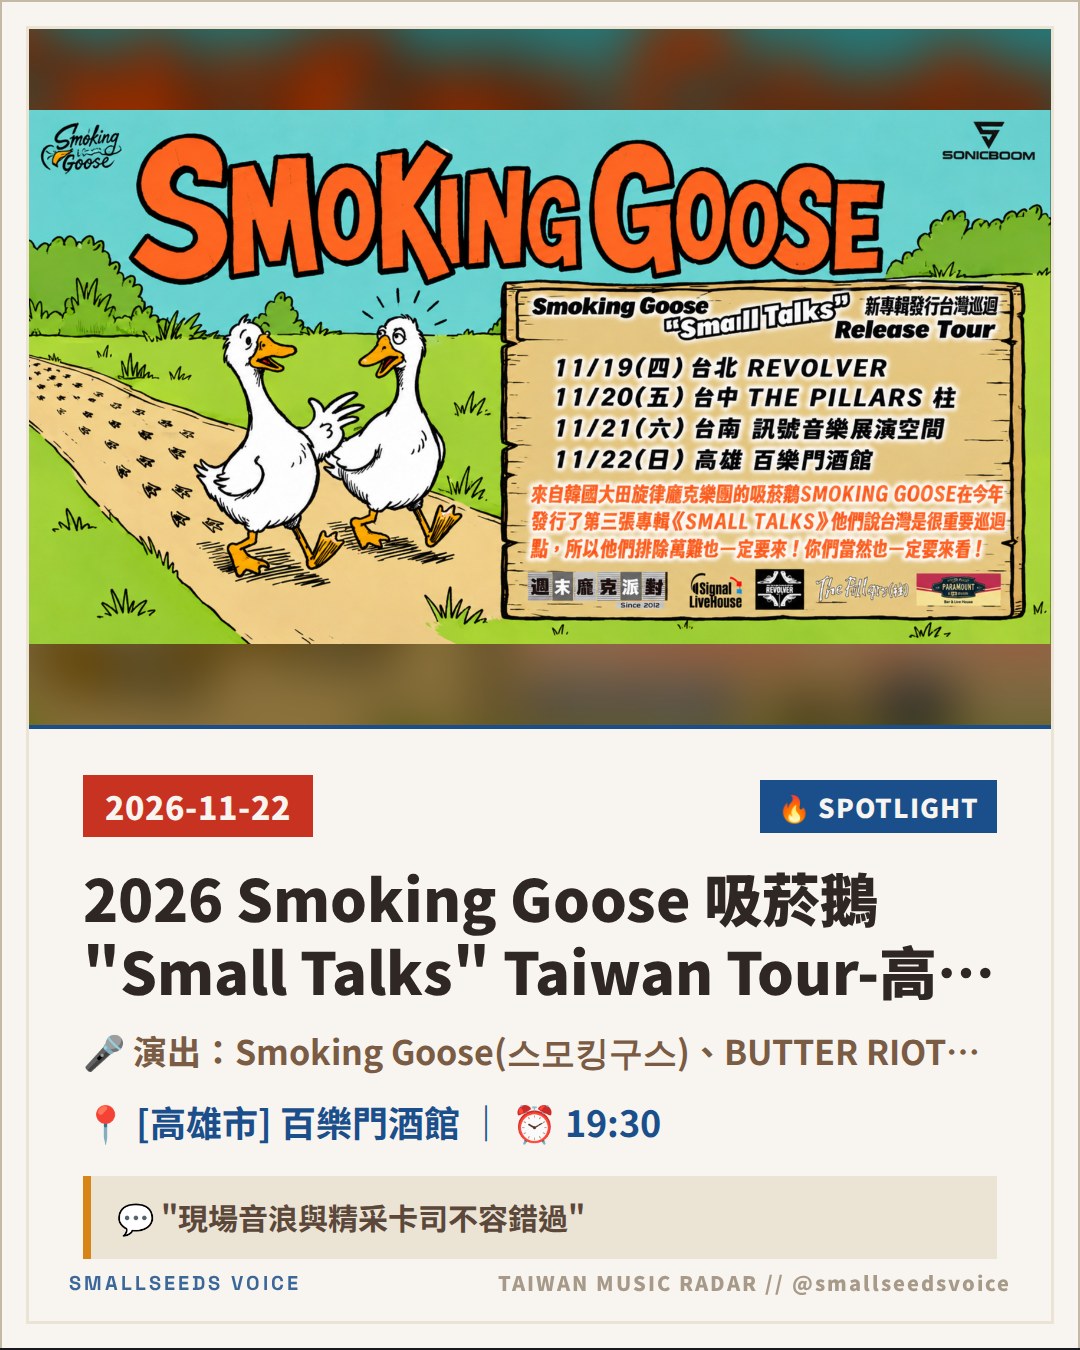 Smoking Goose
SONICBOOM
SMOKING GOOSE
Smoking Goose "Smaill Talks" 新專輯發行台灣巡迴
Release Tour
11/19(四) 台北 REVOLVER
11/20(五) 台中 THE PILLARS 柱
11/21(六) 台南 訊號音樂展演空間
11/22(日) 高雄 百樂門酒館
來自韓國大田旋律龐克樂團的吸菸鵝SMOKING GOOSE在今年
發行了第三張專輯《SMALL TALKS》他們說台灣是很重要巡迴
點，所以他們排除萬難也一定要來！你們當然也一定要來看！
週末龐克派對
Since 2012
Signal
LiveHouse
REVOLVER
The Pillars(柱)
PARAMOUNT
Bar & Live House
2026-11-22
🔥 SPOTLIGHT
2026 Smoking Goose 吸菸鵝
"Small Talks" Taiwan Tour-高…
🎤 演出：Smoking Goose(스모킹구스)、BUTTER RIOT…
📍 [高雄市] 百樂門酒館 ｜ ⏰ 19:30
💬 "現場音浪與精采卡司不容錯過"
SMALLSEEDS VOICE
TAIWAN MUSIC RADAR // @smallseedsvoice